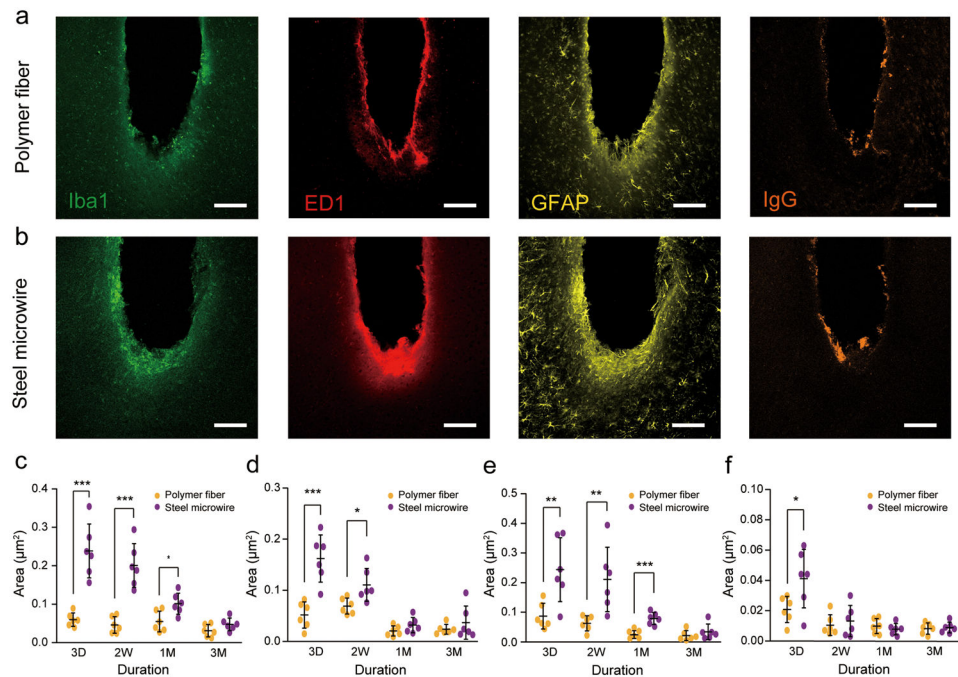 a
Polymer fiber
Iba1
ED1
GFAP
IgG
b
Steel microwire
c
Area (μm²)
0.4
0.3
0.2
0.1
0.0
***
***
*
Polymer fiber
Steel microwire
3D 2W 1M 3M
Duration
d
Area (μm²)
0.3
0.2
0.1
0.0
***
*
Polymer fiber
Steel microwire
3D 2W 1M 3M
Duration
e
Area (μm²)
0.5
0.4
0.3
0.2
0.1
0.0
**
**
***
Polymer fiber
Steel microwire
3D 2W 1M 3M
Duration
f
Area (μm²)
0.10
0.08
0.06
0.04
0.02
0.00
*
Polymer fiber
Steel microwire
3D 2W 1M 3M
Duration